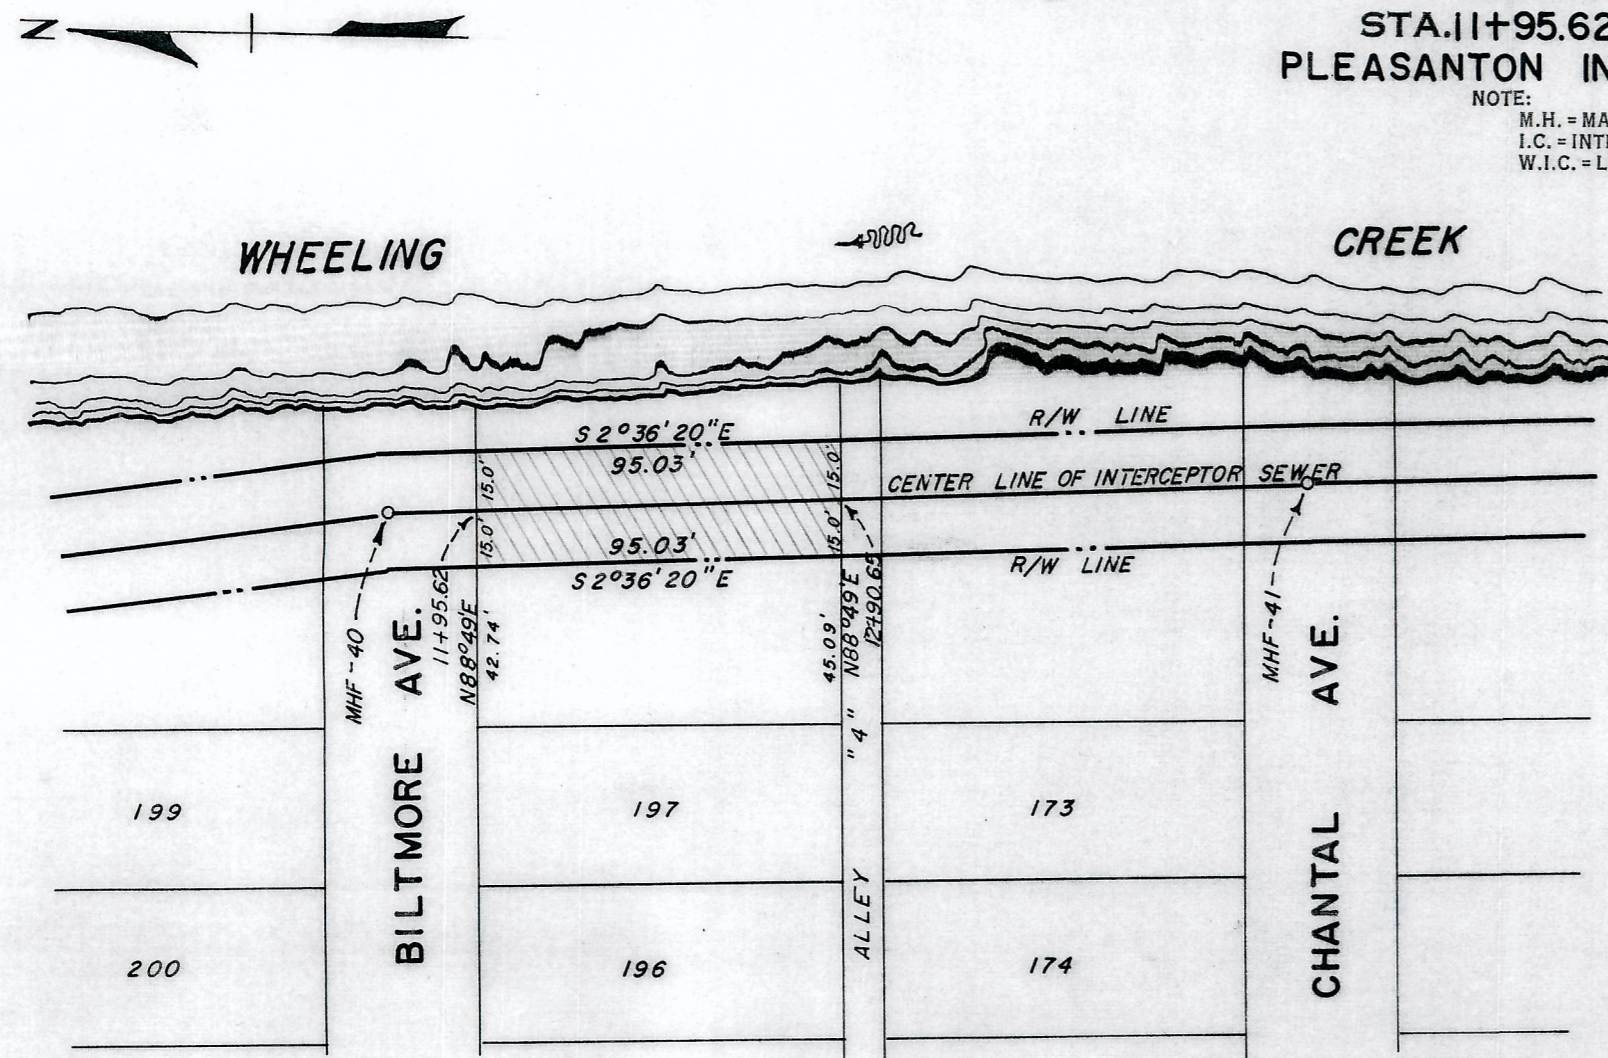 N
STA.11+95.62
PLEASANTON IN
NOTE:
M.H. = MA
I.C. = INT
W.I.C. = L
WHEELING
CREEK
R/W LINE
S 2°36'20"E
95.03'
15.0'
15.0'
CENTER LINE OF INTERCEPTOR SEWER
15.0'
15.0'
95.03'
S 2°36'20"E
R/W LINE
MHF-40
BILTMORE AVE.
11+95.62
N88°49'E
42.74'
45.09'
N88°49'E
12+90.65
"4"
ALLEY
MHF-41
CHANTAL AVE.
199
197
173
200
196
174